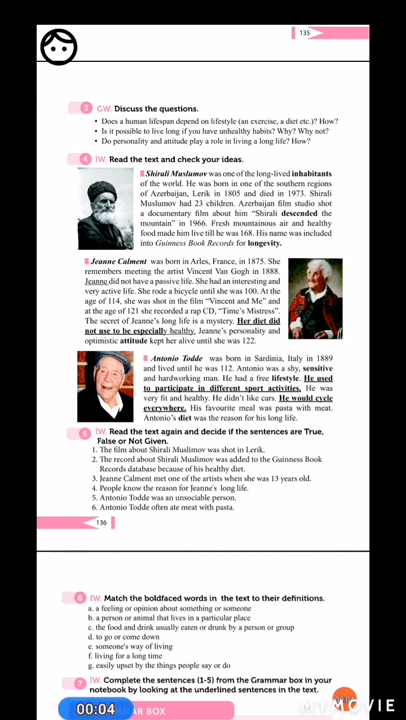 135
3 GW. Discuss the questions.
• Does a human lifespan depend on lifestyle (an exercise, a diet etc.)? How?
• Is it possible to live long if you have unhealthy habits? Why? Why not?
• Do personality and attitude play a role in living a long life? How?
4 IW. Read the text and check your ideas.
Shirali Muslumov was one of the long-lived inhabitants
of the world. He was born in one of the southern regions
of Azerbaijan, Lerik in 1805 and died in 1973. Shirali
Muslumov had 23 children. Azerbaijan film studio shot
a documentary film about him “Shirali descended the
mountain” in 1966. Fresh mountainous air and healthy
food made him live till he was 168. His name was included
into Guinness Book Records for longevity.
Jeanne Calment was born in Arles, France, in 1875. She
remembers meeting the artist Vincent Van Gogh in 1888.
Jeanne did not have a passive life. She had an interesting and
very active life. She rode a bicycle until she was 100. At the
age of 114, she was shot in the film “Vincent and Me” and
at the age of 121 she recorded a rap CD, “Time’s Mistress”.
The secret of Jeanne’s long life is a mystery. Her diet did
not use to be especially healthy. Jeanne’s personality and
optimistic attitude kept her alive until she was 122.
Antonio Todde was born in Sardinia, Italy in 1889
and lived until he was 112. Antonio was a shy, sensitive
and hardworking man. He had a free lifestyle. He used
to participate in different sport activities. He was
very fit and healthy. He didn’t like cars. He would cycle
everywhere. His favourite meal was pasta with meat.
Antonio’s diet was the reason for his long life.
5 IW. Read the text again and decide if the sentences are True,
False or Not Given.
1. The film about Shirali Muslimov was shot in Lerik.
2. The record about Shirali Muslimov was added to the Guinness Book
Records database because of his healthy diet.
3. Jeanne Calment met one of the artists when she was 13 years old.
4. People know the reason for Jeanne’s long life.
5. Antonio Todde was an unsociable person.
6. Antonio Todde often ate meat with pasta.
136
6 IW. Match the boldfaced words in the text to their definitions.
a. a feeling or opinion about something or someone
b. a person or animal that lives in a particular place
c. the food and drink usually eaten or drunk by a person or group
d. to go or come down
e. someone’s way of living
f. living for a long time
g. easily upset by the things people say or do
7 IW. Complete the sentences (1-5) from the Grammar box in your
notebook by looking at the underlined sentences in the text.
00:04
MAR BOX
MY MOVIE